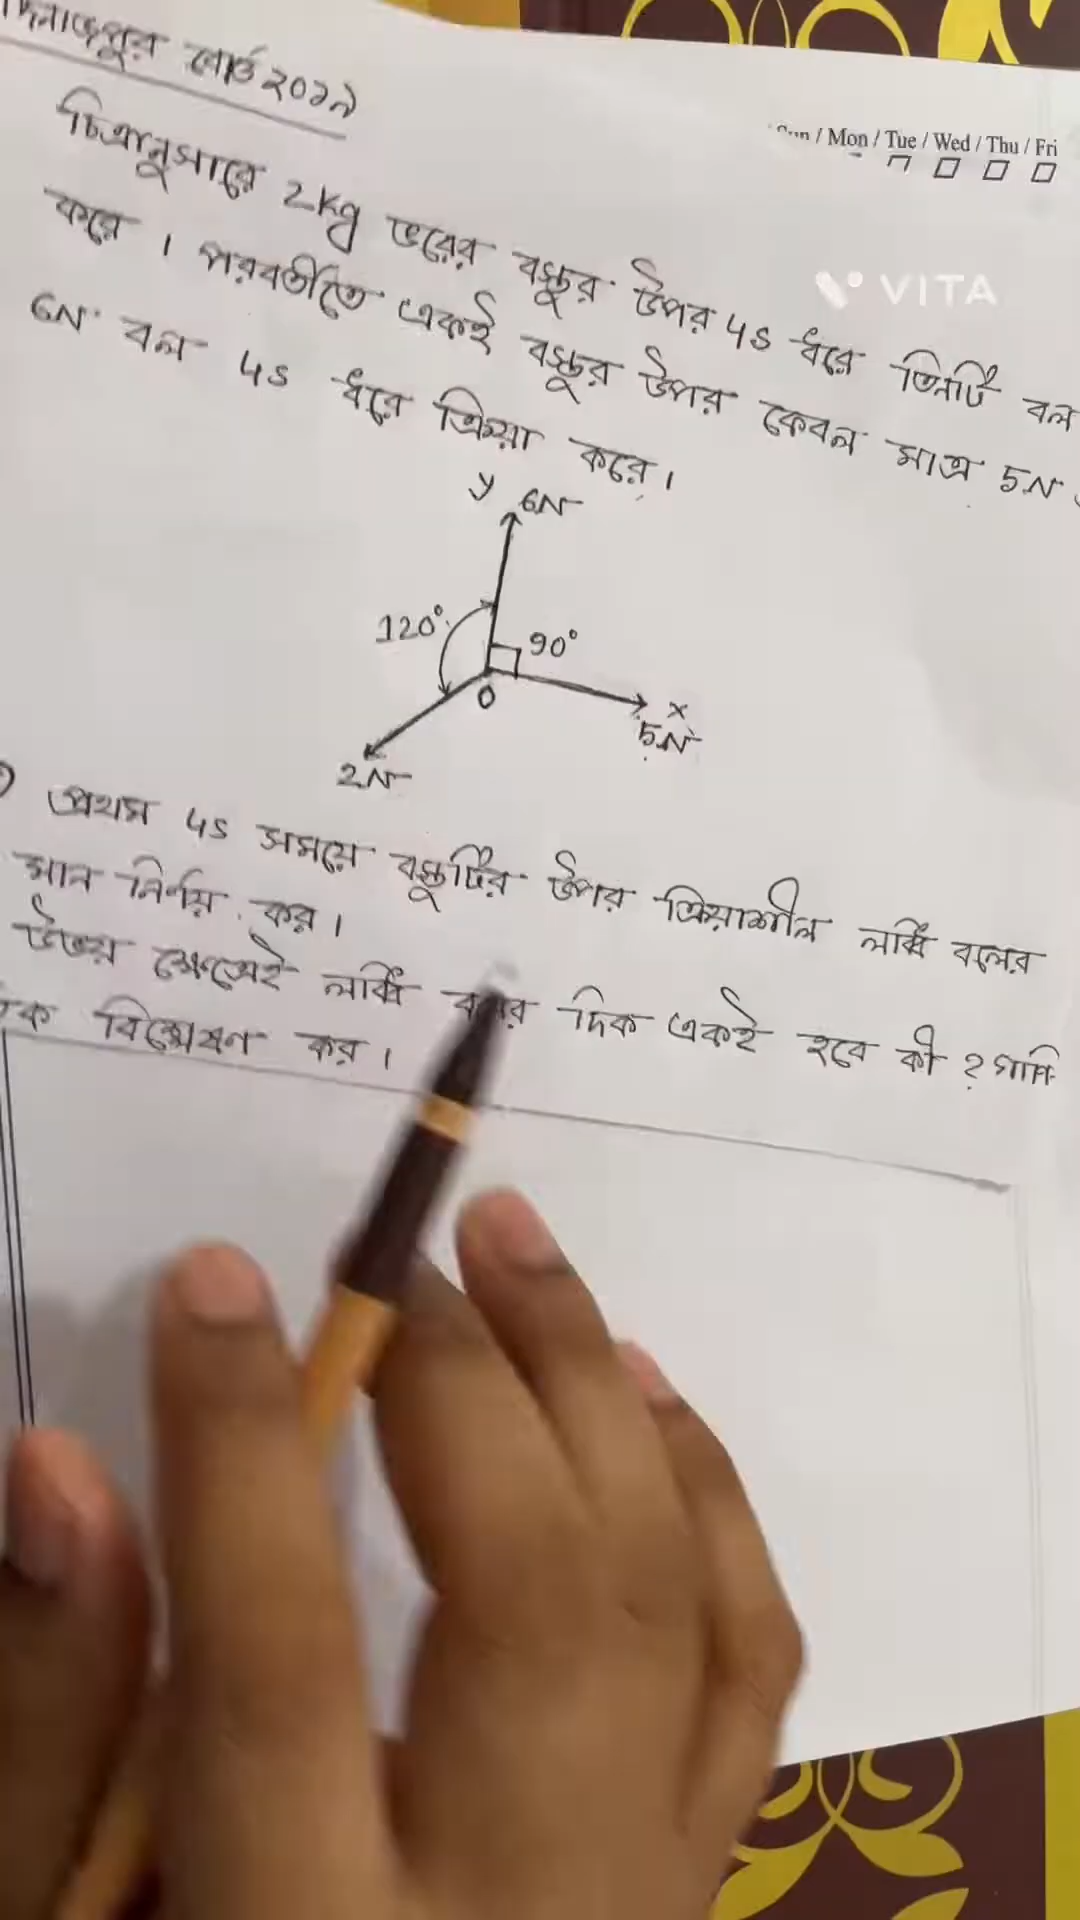 দিনাজপুর বোর্ড ২০১৯
Sun / Mon / Tue / Wed / Thu / Fri
চিত্রানুসারে 2kg ভরের বস্তুর উপর 4s ধরে তিনটি বল
করে । পরবর্তীতে একই বস্তুর উপর কেবল মাত্র 5N
6N বল 4s ধরে ক্রিয়া করে ।
VITA
y 6N
120°
90°
O
x
5N
2N
প্রথম 4s সময়ে বস্তুটির উপর ক্রিয়াশীল লব্ধি বলের
মান নির্ণয় কর ।
উভয় ক্ষেত্রেই লব্ধি বলের দিক একই হবে কী ? গাণি
তিক বিশ্লেষণ কর ।